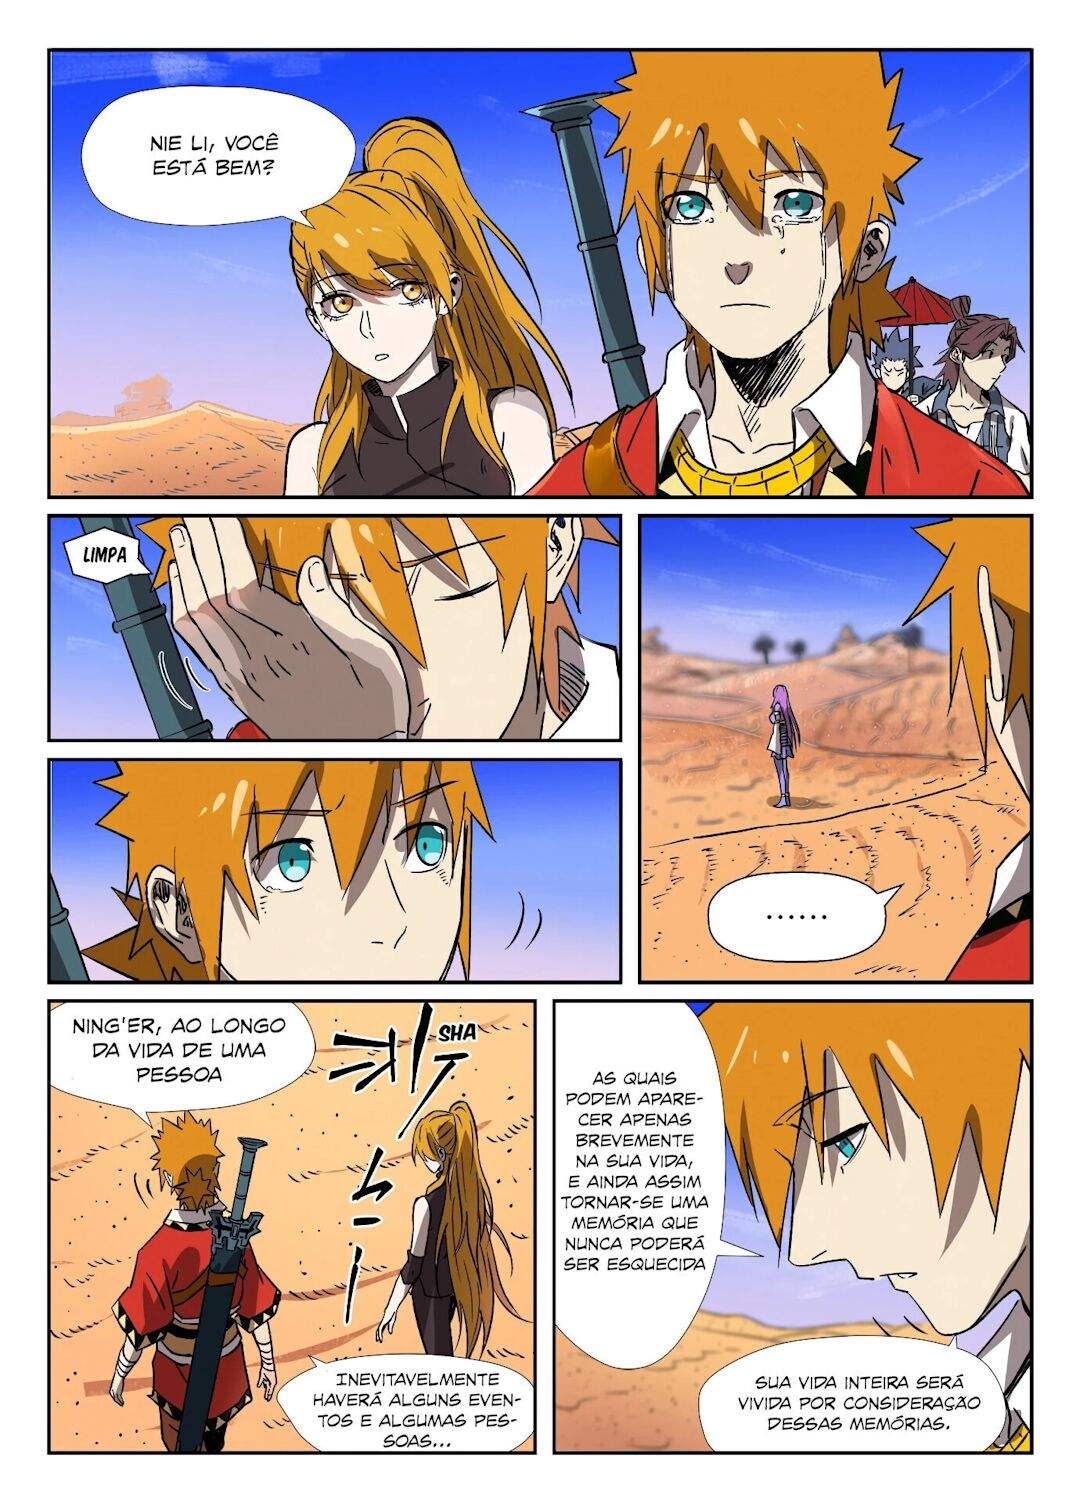 NIE LI, VOCÊ
ESTÁ BEM?
LIMPA
......
NING'ER, AO LONGO
DA VIDA DE UMA
PESSOA
SHA
INEVITAVELMENTE
HAVERÁ ALGUNS EVEN-
TOS E ALGUMAS PES-
SOAS...
AS QUAIS
PODEM APARE-
CER APENAS
BREVEMENTE
NA SUA VIDA,
E AINDA ASSIM
TORNAR-SE UMA
MEMÓRIA QUE
NUNCA PODERÁ
SER ESQUECIDA
SUA VIDA INTEIRA SERÁ
VIVIDA POR CONSIDERAÇÃO
DESSAS MEMÓRIAS.